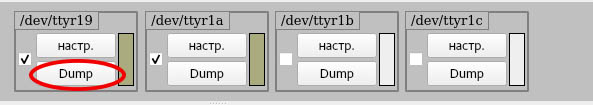 /dev/ttyr19 /dev/ttyr1a /dev/ttyr1b /dev/ttyr1c
настр. настр. настр. настр.
Dump Dump Dump Dump